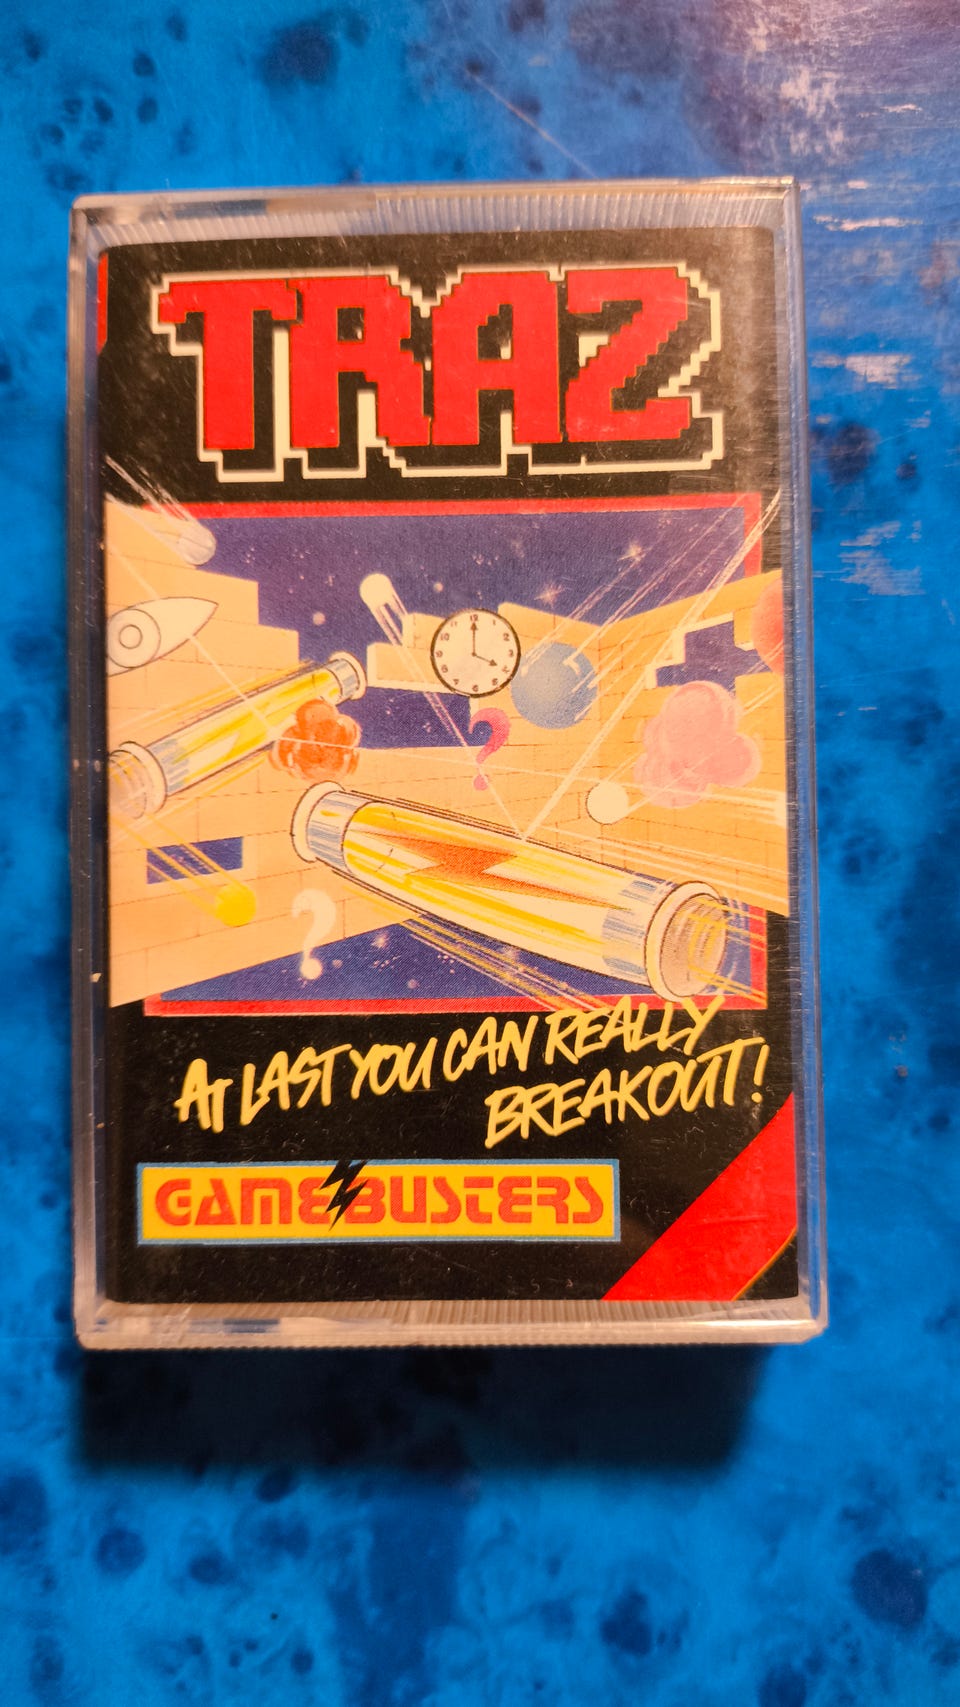 TRAZ
?
?
AT LAST YOU CAN REALLY
BREAKOUT!
GAMEBUSTERS